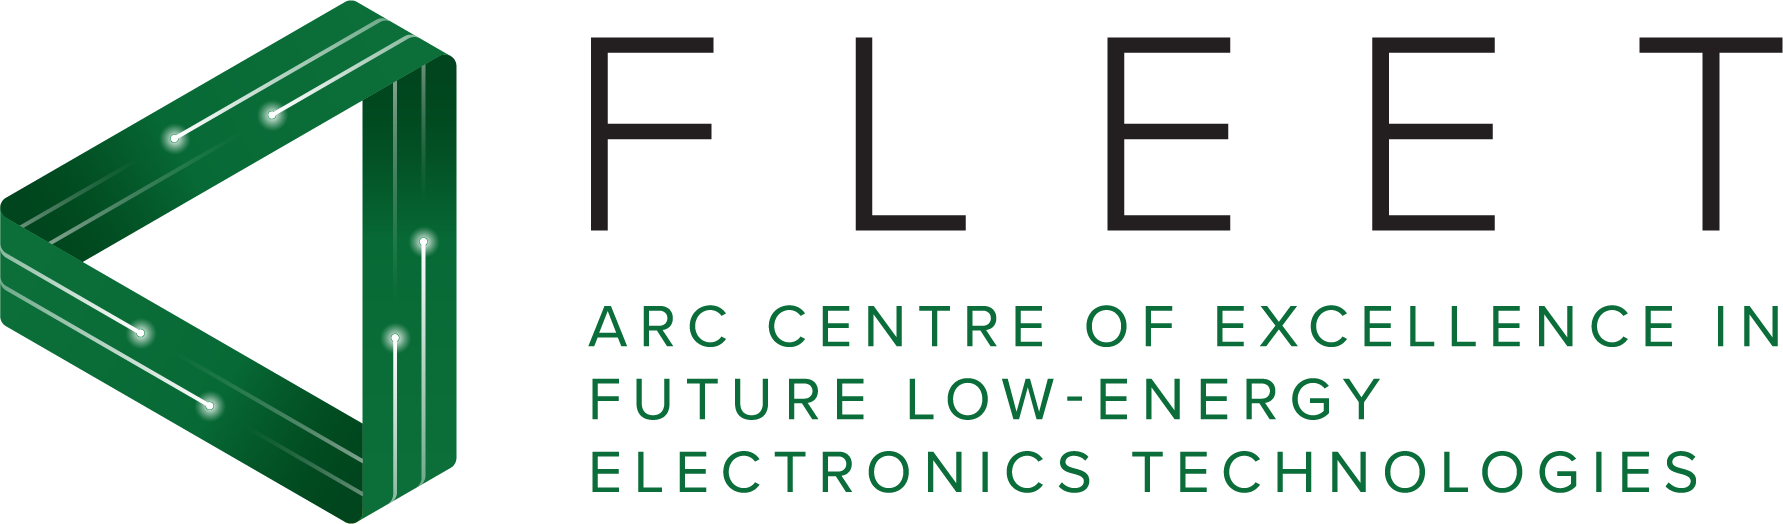 FLEET
ARC CENTRE OF EXCELLENCE IN
FUTURE LOW-ENERGY
ELECTRONICS TECHNOLOGIES